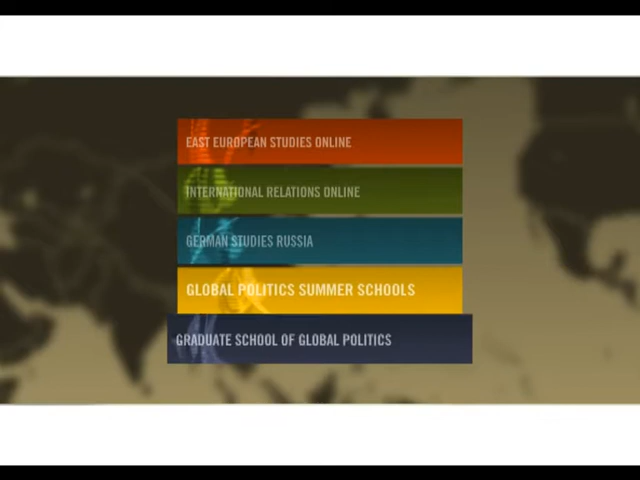 EAST EUROPEAN STUDIES ONLINE
INTERNATIONAL RELATIONS ONLINE
GERMAN STUDIES RUSSIA
GLOBAL POLITICS SUMMER SCHOOLS
GRADUATE SCHOOL OF GLOBAL POLITICS